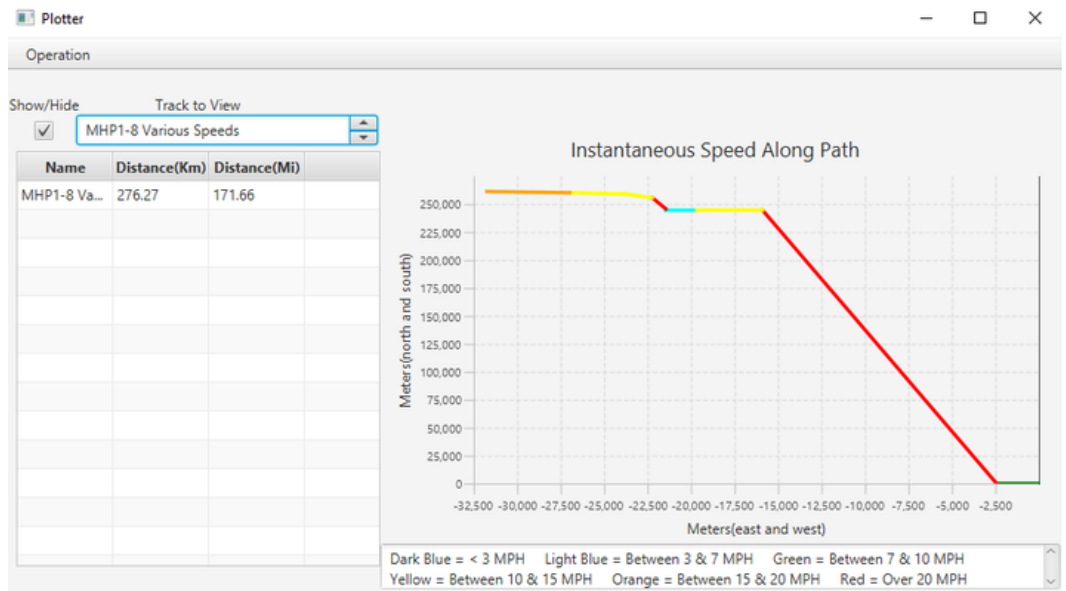 Plotter
Operation
Show/Hide Track to View
MHP1-8 Various Speeds
Name Distance(Km) Distance(Mi)
MHP1-8 Va... 276.27 171.66
Instantaneous Speed Along Path
Meters(north and south)
250,000
225,000
200,000
175,000
150,000
125,000
100,000
75,000
50,000
25,000
0
-32,500 -30,000 -27,500 -25,000 -22,500 -20,000 -17,500 -15,000 -12,500 -10,000 -7,500 -5,000 -2,500
Meters(east and west)
Dark Blue = < 3 MPH Light Blue = Between 3 & 7 MPH Green = Between 7 & 10 MPH
Yellow = Between 10 & 15 MPH Orange = Between 15 & 20 MPH Red = Over 20 MPH